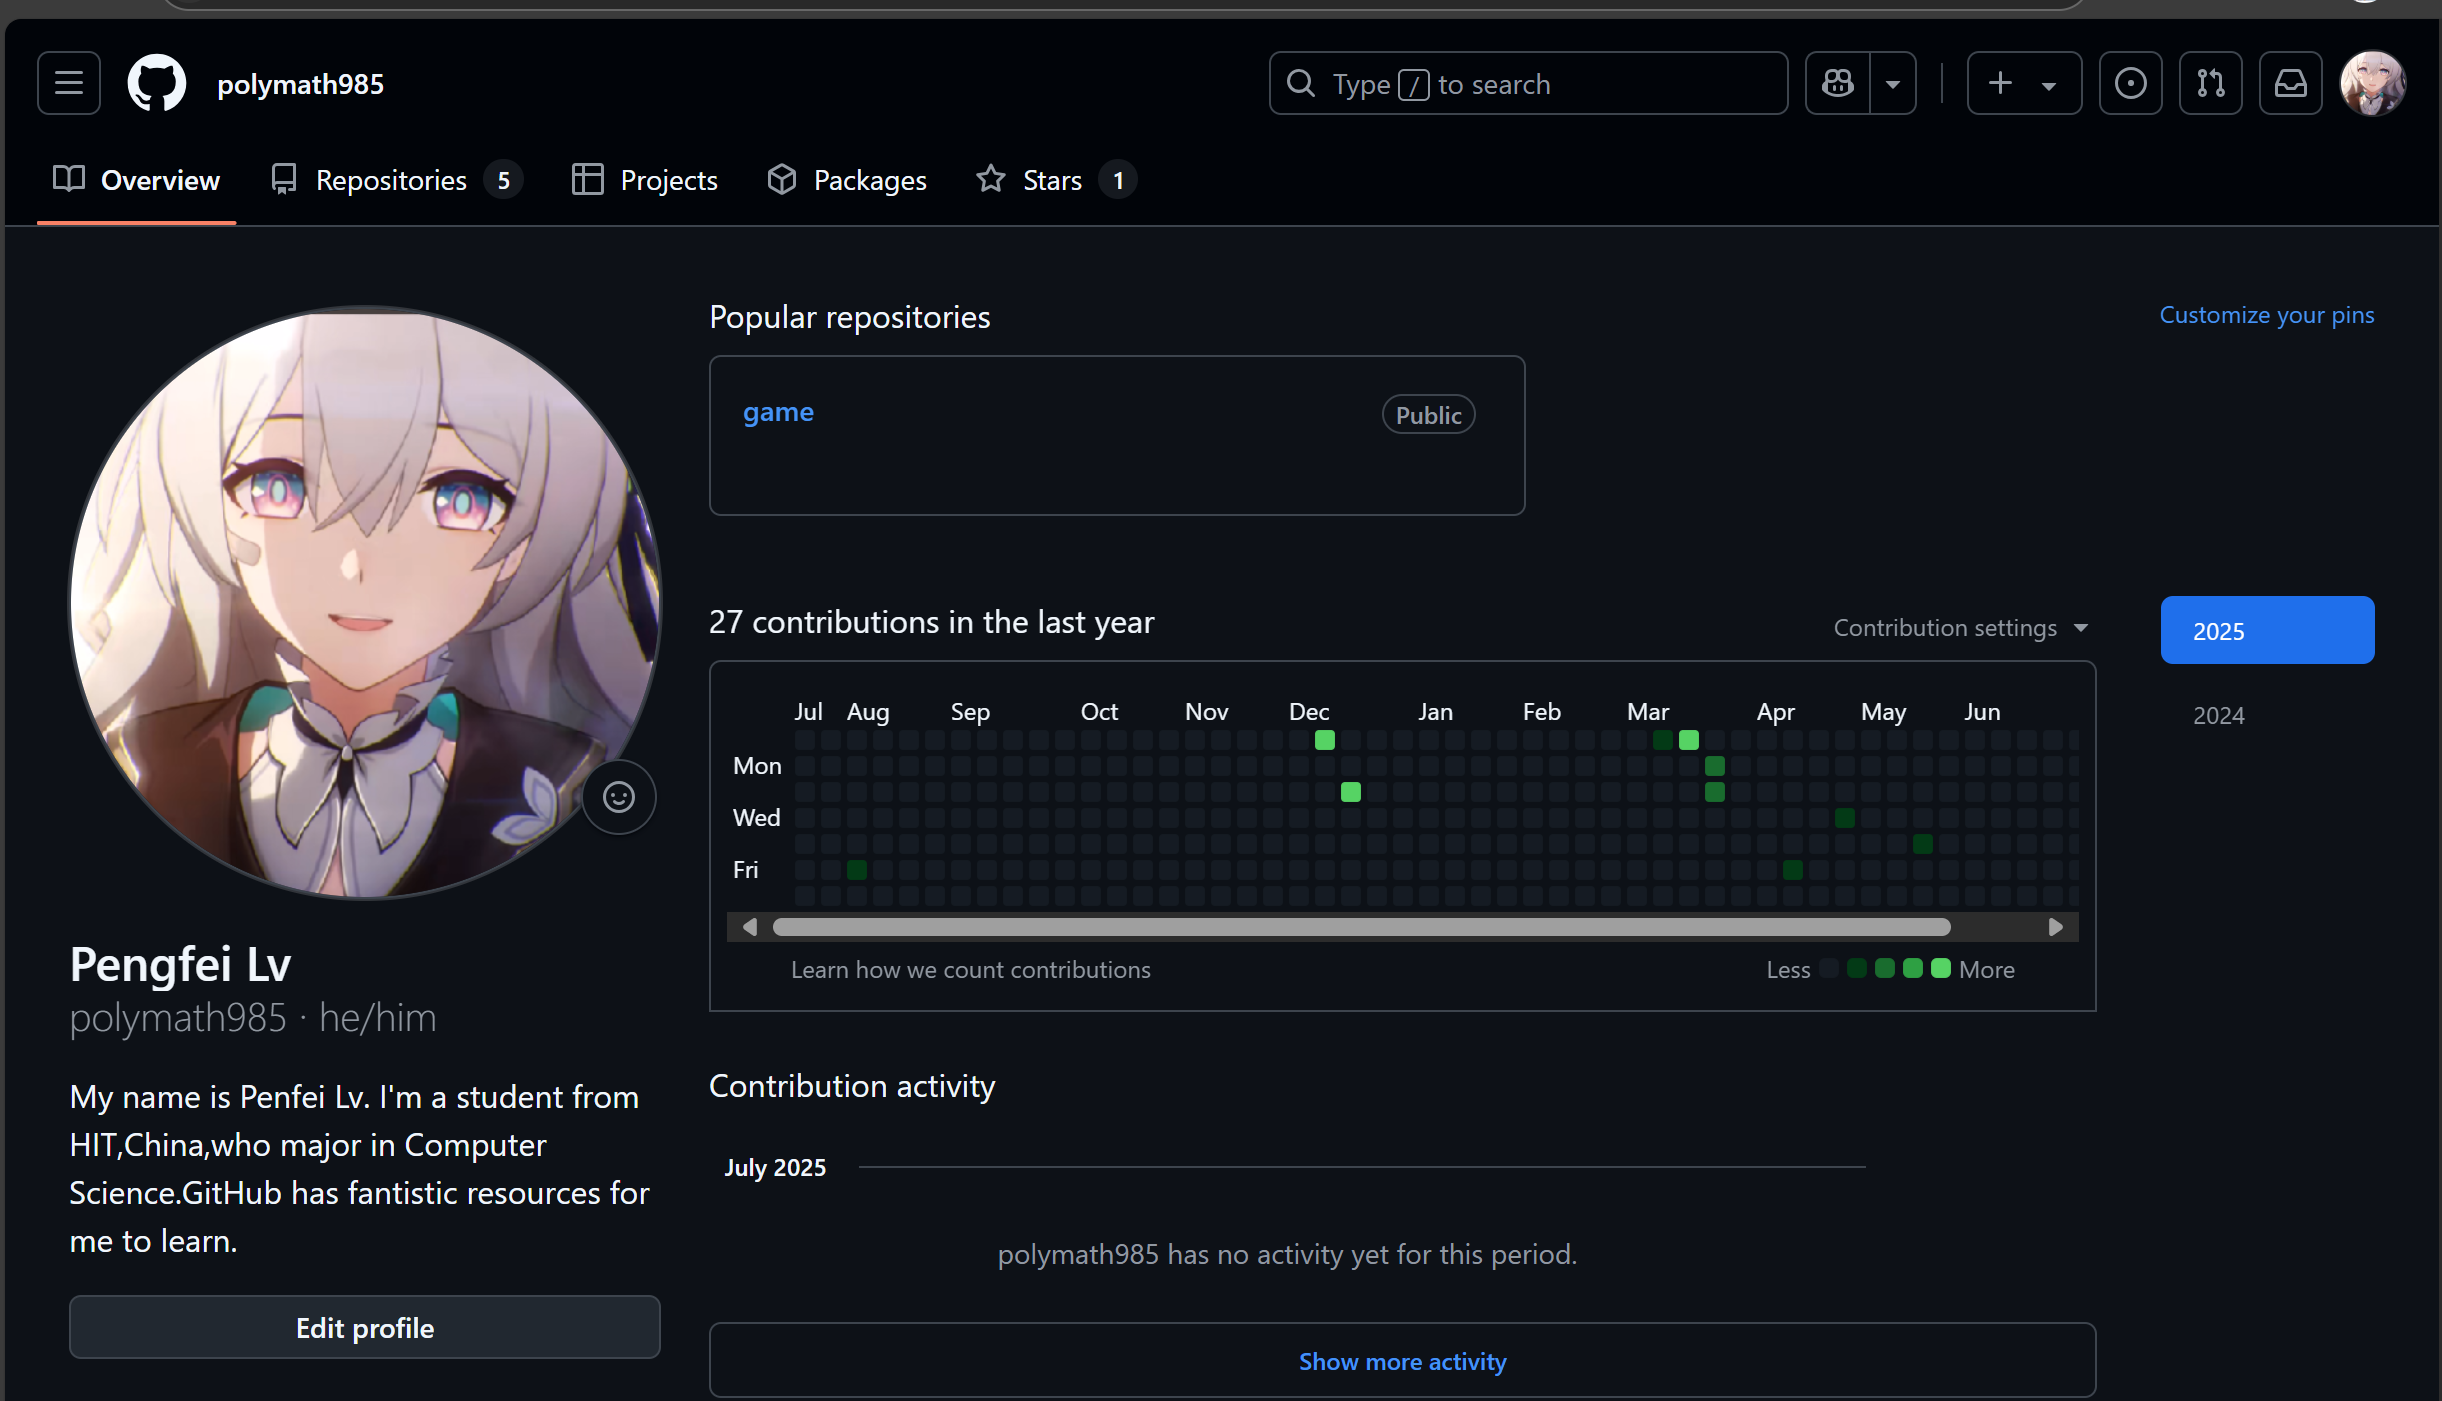 polymath985
Type / to search
Overview
Repositories 5
Projects
Packages
Stars 1
Popular repositories
Customize your pins
game
Public
27 contributions in the last year
Contribution settings
2025
2024
Jul Aug Sep Oct Nov Dec Jan Feb Mar Apr May Jun
Mon
Wed
Fri
Learn how we count contributions
Less More
Pengfei Lv
polymath985 · he/him
My name is Penfei Lv. I'm a student from
HIT,China,who major in Computer
Science.GitHub has fantistic resources for
me to learn.
Edit profile
Contribution activity
July 2025
polymath985 has no activity yet for this period.
Show more activity